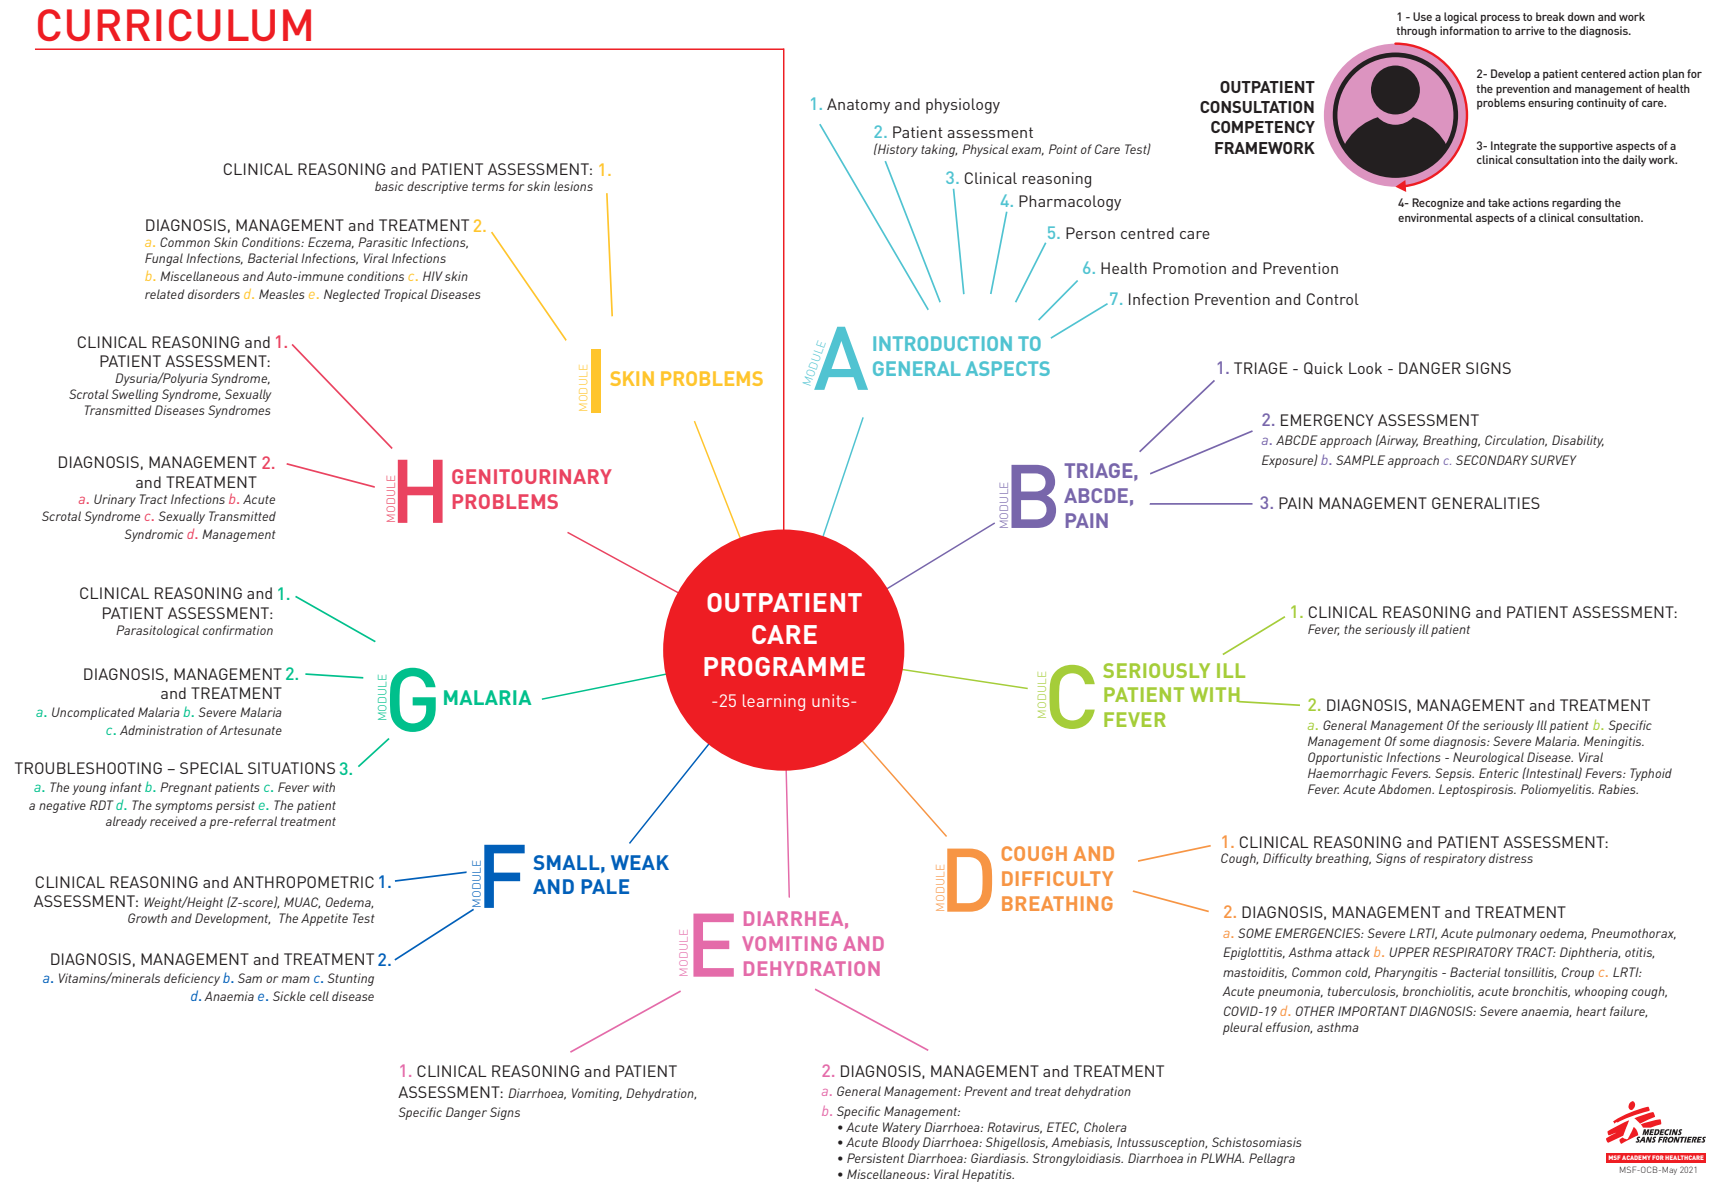 CURRICULUM
1 - Use a logical process to break down and work
through information to arrive to the diagnosis.
2- Develop a patient centered action plan for
the prevention and management of health
problems ensuring continuity of care.
3- Integrate the supportive aspects of a
clinical consultation into the daily work.
4- Recognize and take actions regarding the
environmental aspects of a clinical consultation.
OUTPATIENT
CONSULTATION
COMPETENCY
FRAMEWORK
OUTPATIENT
CARE
PROGRAMME
-25 learning units-
MODULE
A
INTRODUCTION TO
GENERAL ASPECTS
1. Anatomy and physiology
2. Patient assessment
(History taking, Physical exam, Point of Care Test)
3. Clinical reasoning
4. Pharmacology
5. Person centred care
6. Health Promotion and Prevention
7. Infection Prevention and Control
MODULE
B
TRIAGE,
ABCDE,
PAIN
1. TRIAGE - Quick Look - DANGER SIGNS
2. EMERGENCY ASSESSMENT
a. ABCDE approach (Airway, Breathing, Circulation, Disability,
Exposure) b. SAMPLE approach c. SECONDARY SURVEY
3. PAIN MANAGEMENT GENERALITIES
MODULE
C
SERIOUSLY ILL
PATIENT WITH
FEVER
1. CLINICAL REASONING and PATIENT ASSESSMENT:
Fever, the seriously ill patient
2. DIAGNOSIS, MANAGEMENT and TREATMENT
a. General Management Of the seriously Ill patient b. Specific
Management Of some diagnosis: Severe Malaria. Meningitis.
Opportunistic Infections - Neurological Disease. Viral
Haemorrhagic Fevers. Sepsis. Enteric (Intestinal) Fevers: Typhoid
Fever. Acute Abdomen. Leptospirosis. Poliomyelitis. Rabies.
MODULE
D
COUGH AND
DIFFICULTY
BREATHING
1. CLINICAL REASONING and PATIENT ASSESSMENT:
Cough, Difficulty breathing, Signs of respiratory distress
2. DIAGNOSIS, MANAGEMENT and TREATMENT
a. SOME EMERGENCIES: Severe LRTI, Acute pulmonary oedema, Pneumothorax,
Epiglottitis, Asthma attack b. UPPER RESPIRATORY TRACT: Diphtheria, otitis,
mastoiditis, Common cold, Pharyngitis - Bacterial tonsillitis, Croup c. LRTI:
Acute pneumonia, tuberculosis, bronchiolitis, acute bronchitis, whooping cough,
COVID-19 d. OTHER IMPORTANT DIAGNOSIS: Severe anaemia, heart failure,
pleural effusion, asthma
MODULE
E
DIARRHEA,
VOMITING AND
DEHYDRATION
1. CLINICAL REASONING and PATIENT
ASSESSMENT: Diarrhoea, Vomiting, Dehydration,
Specific Danger Signs
2. DIAGNOSIS, MANAGEMENT and TREATMENT
a. General Management: Prevent and treat dehydration
b. Specific Management:
• Acute Watery Diarrhoea: Rotavirus, ETEC, Cholera
• Acute Bloody Diarrhoea: Shigellosis, Amebiasis, Intussusception, Schistosomiasis
• Persistent Diarrhoea: Giardiasis. Strongyloidiasis. Diarrhoea in PLWHA. Pellagra
• Miscellaneous: Viral Hepatitis.
MODULE
F
SMALL, WEAK
AND PALE
CLINICAL REASONING and ANTHROPOMETRIC 1.
ASSESSMENT: Weight/Height (Z-score), MUAC, Oedema,
Growth and Development, The Appetite Test
DIAGNOSIS, MANAGEMENT and TREATMENT 2.
a. Vitamins/minerals deficiency b. Sam or mam c. Stunting
d. Anaemia e. Sickle cell disease
MODULE
G
MALARIA
CLINICAL REASONING and 1.
PATIENT ASSESSMENT:
Parasitological confirmation
DIAGNOSIS, MANAGEMENT 2.
and TREATMENT
a. Uncomplicated Malaria b. Severe Malaria
c. Administration of Artesunate
TROUBLESHOOTING – SPECIAL SITUATIONS 3.
a. The young infant b. Pregnant patients c. Fever with
a negative RDT d. The symptoms persist e. The patient
already received a pre-referral treatment
MODULE
H
GENITOURINARY
PROBLEMS
CLINICAL REASONING and 1.
PATIENT ASSESSMENT:
Dysuria/Polyuria Syndrome,
Scrotal Swelling Syndrome, Sexually
Transmitted Diseases Syndromes
DIAGNOSIS, MANAGEMENT 2.
and TREATMENT
a. Urinary Tract Infections b. Acute
Scrotal Syndrome c. Sexually Transmitted
Syndromic d. Management
MODULE
I
SKIN PROBLEMS
CLINICAL REASONING and PATIENT ASSESSMENT: 1.
basic descriptive terms for skin lesions
DIAGNOSIS, MANAGEMENT and TREATMENT 2.
a. Common Skin Conditions: Eczema, Parasitic Infections,
Fungal Infections, Bacterial Infections, Viral Infections
b. Miscellaneous and Auto-immune conditions c. HIV skin
related disorders d. Measles e. Neglected Tropical Diseases
MEDECINS
SANS FRONTIERES
MSF ACADEMY FOR HEALTHCARE
MSF-OCB-May 2021